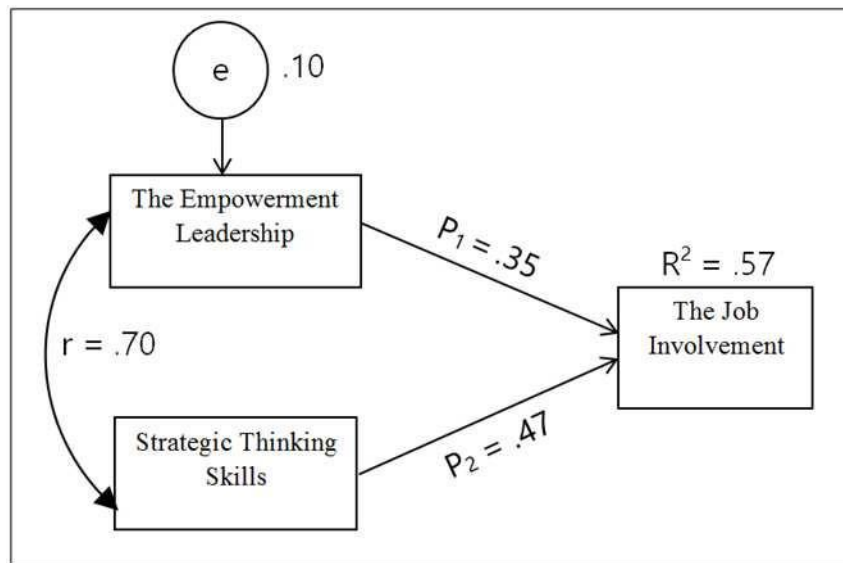 e .10
The Empowerment
Leadership
P₁ = .35
R² = .57
The Job
Involvement
r = .70
Strategic Thinking
Skills
P₂ = .47